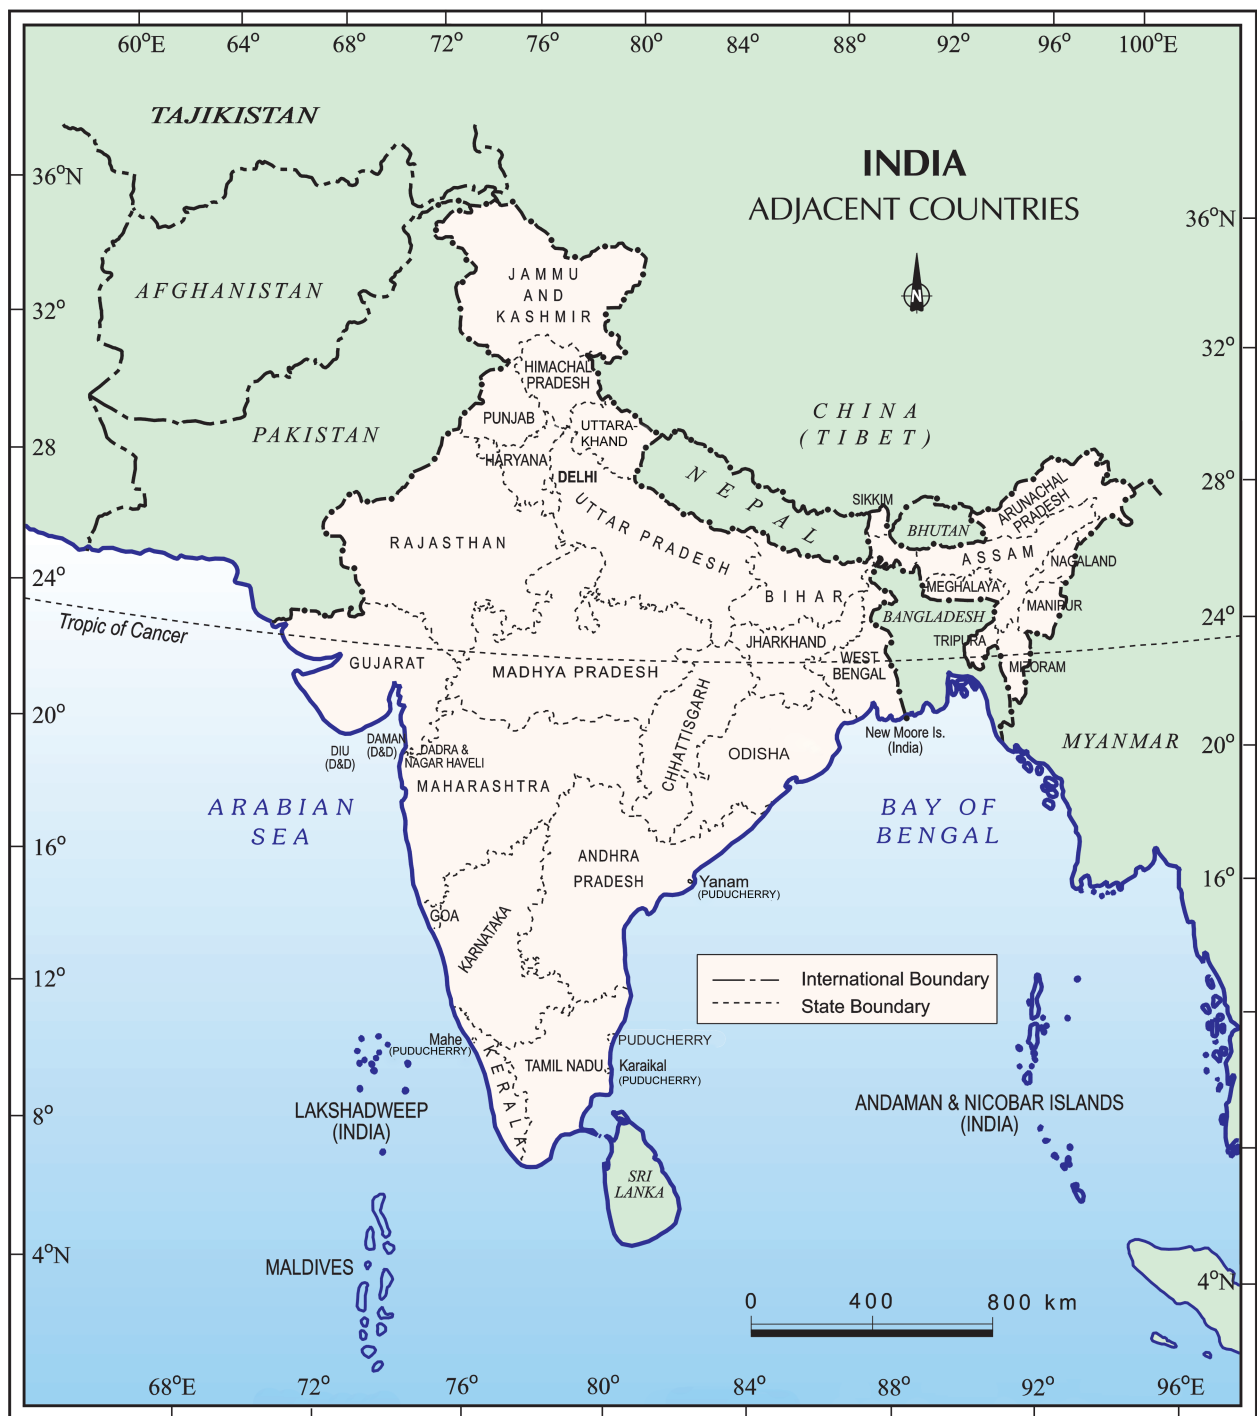 60°E 64° 68° 72° 76° 80° 84° 88° 92° 96° 100°E
TAJIKISTAN
INDIA
ADJACENT COUNTRIES
36°N
36°N
N
AFGHANISTAN
JAMMU
AND
KASHMIR
32°
32°
HIMACHAL
PRADESH
CHINA
(TIBET)
PUNJAB
UTTARA-
KHAND
PAKISTAN
28°
28°
HARYANA
DELHI
NEPAL
SIKKIM
ARUNACHAL
PRADESH
BHUTAN
UTTAR PRADESH
RAJASTHAN
ASSAM
NAGALAND
24°
24°
MEGHALAYA
BIHAR
MANIPUR
BANGLADESH
Tropic of Cancer
JHARKHAND
TRIPURA
GUJARAT
MADHYA PRADESH
WEST
BENGAL
MIZORAM
20°
20°
CHHATTISGARH
New Moore Is.
(India)
MYANMAR
DIU
(D&D)
DAMAN
(D&D)
DADRA &
NAGAR HAVELI
ODISHA
MAHARASHTRA
ARABIAN
SEA
BAY OF
BENGAL
16°
16°
ANDHRA
PRADESH
Yanam
(PUDUCHERRY)
GOA
KARNATAKA
12°
12°
International Boundary
State Boundary
Mahe
(PUDUCHERRY)
PUDUCHERRY
KERALA
TAMIL NADU
Karaikal
(PUDUCHERRY)
LAKSHADWEEP
(INDIA)
ANDAMAN & NICOBAR ISLANDS
(INDIA)
8°
8°
SRI
LANKA
4°N
4°N
MALDIVES
0 400 800 km
68°E 72° 76° 80° 84° 88° 92° 96°E